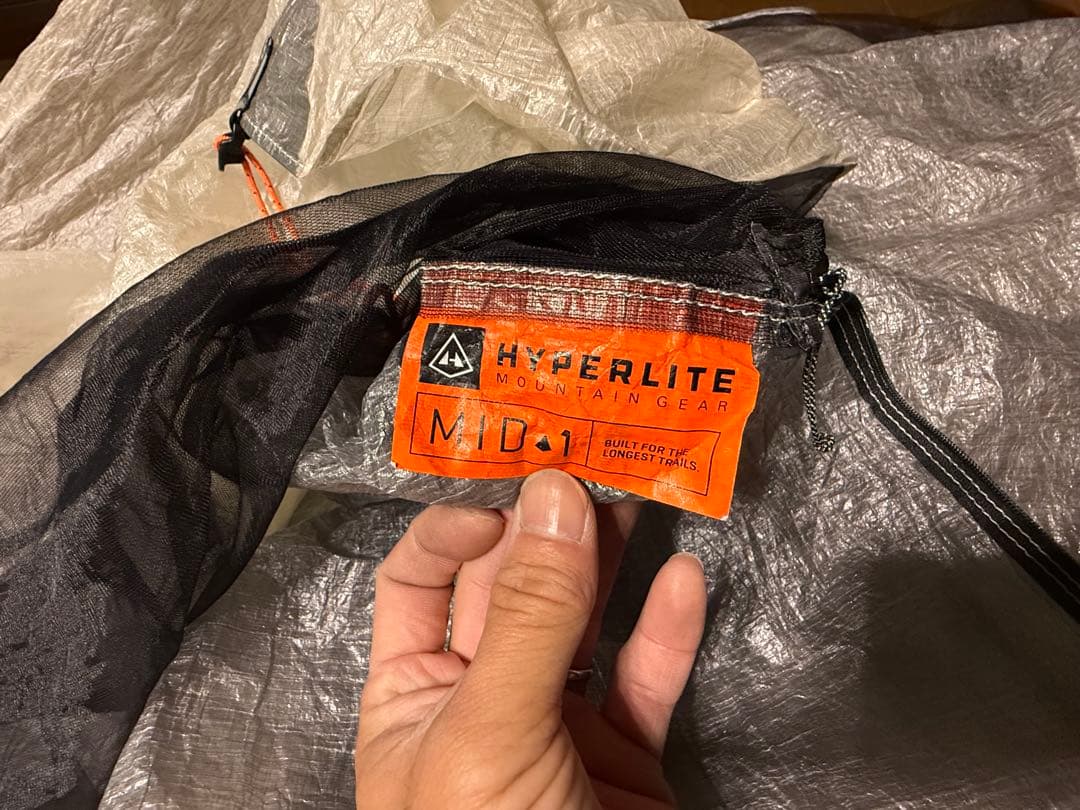 HYPERLITE
MOUNTAIN GEAR
MID▲1
BUILT FOR THE
LONGEST TRAILS.